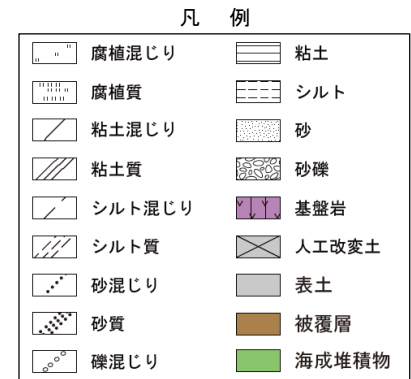 凡 例
腐植混じり
腐植質
粘土混じり
粘土質
シルト混じり
シルト質
砂混じり
砂質
礫混じり
粘土
シルト
砂
砂礫
基盤岩
人工改変土
表土
被覆層
海成堆積物